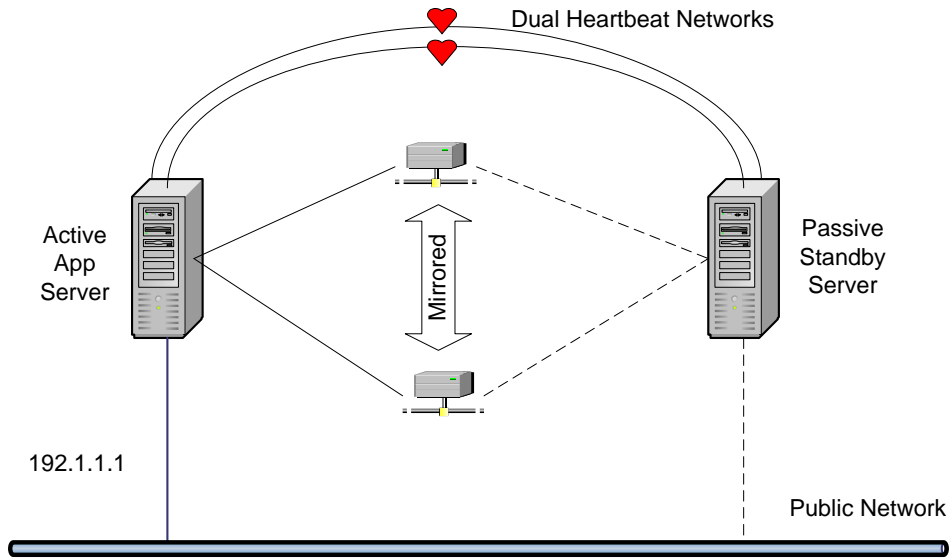 Dual Heartbeat Networks
Active
App
Server
Mirrored
Passive
Standby
Server
192.1.1.1
Public Network